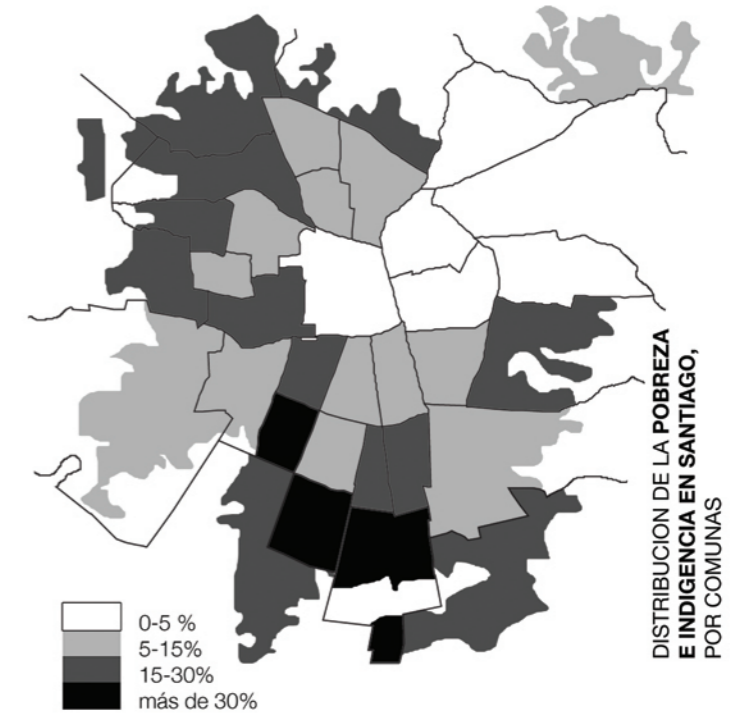 DISTRIBUCION DE LA POBREZA
E INDIGENCIA EN SANTIAGO,
POR COMUNAS
0-5 %
5-15%
15-30%
más de 30%